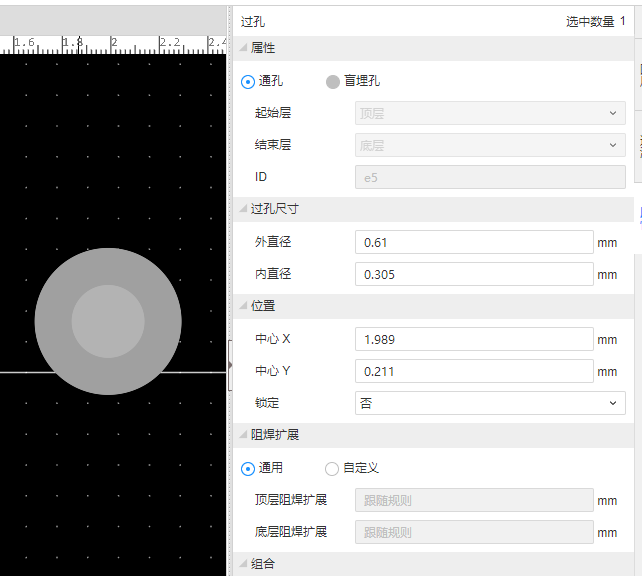 过孔 选中数量 1
1.6 1.8 2 2.2 2.4
属性
通孔 盲埋孔
起始层 顶层
结束层 底层
ID e5
过孔尺寸
外直径 0.61 mm
内直径 0.305 mm
位置
中心 X 1.989 mm
中心 Y 0.211 mm
锁定 否
阻焊扩展
通用 自定义
顶层阻焊扩展 跟随规则 mm
底层阻焊扩展 跟随规则 mm
组合